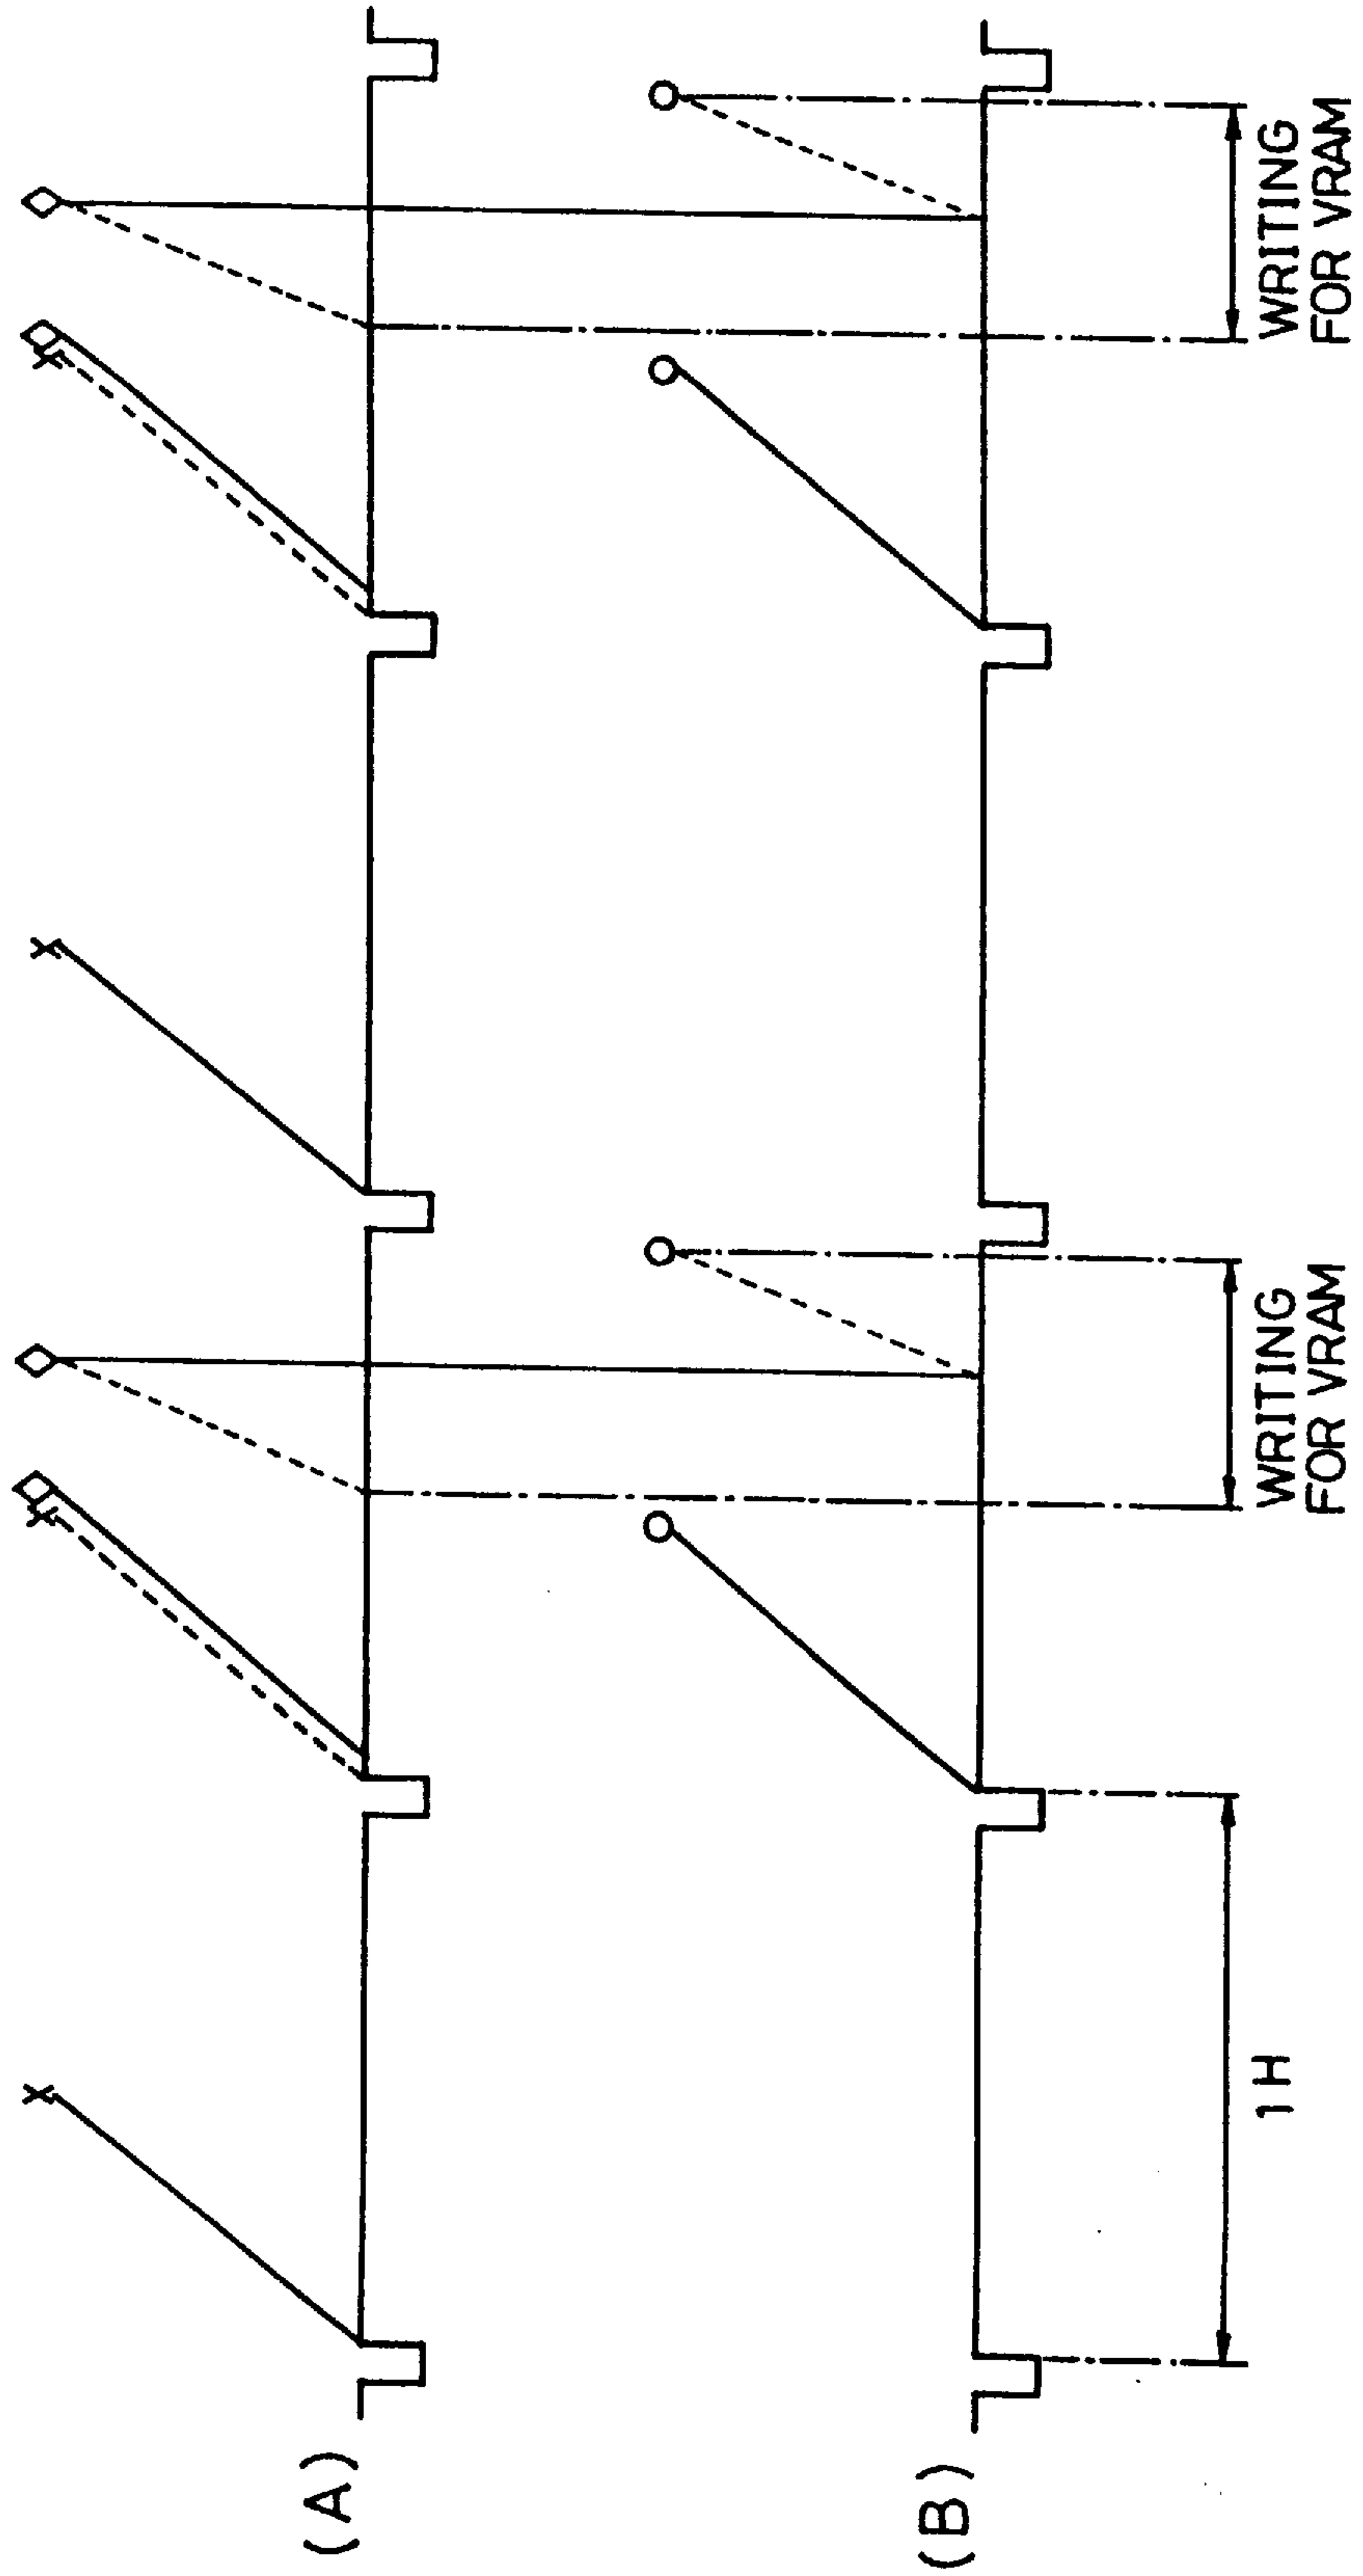 (A)
(B)
1H
WRITING
FOR VRAM
WRITING
FOR VRAM